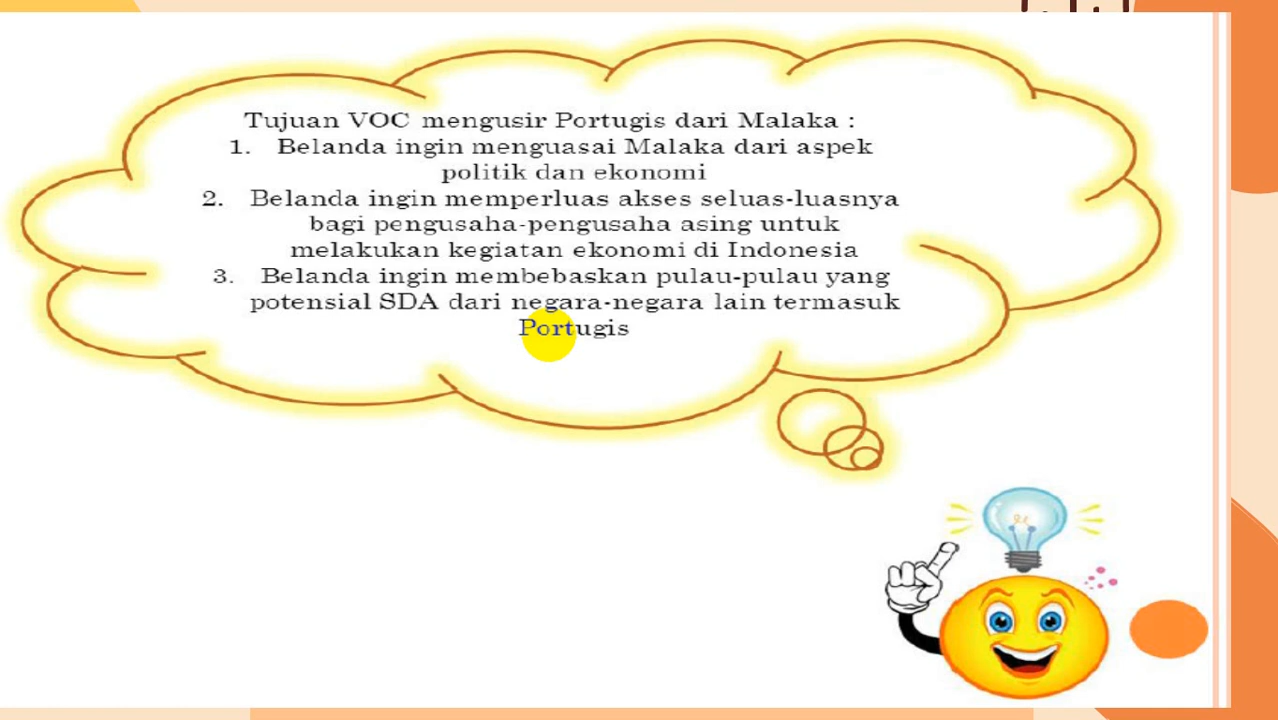 Tujuan VOC mengusir Portugis dari Malaka :
1. Belanda ingin menguasai Malaka dari aspek
politik dan ekonomi
2. Belanda ingin memperluas akses seluas-luasnya
bagi pengusaha-pengusaha asing untuk
melakukan kegiatan ekonomi di Indonesia
3. Belanda ingin membebaskan pulau-pulau yang
potensial SDA dari negara-negara lain termasuk
Portugis